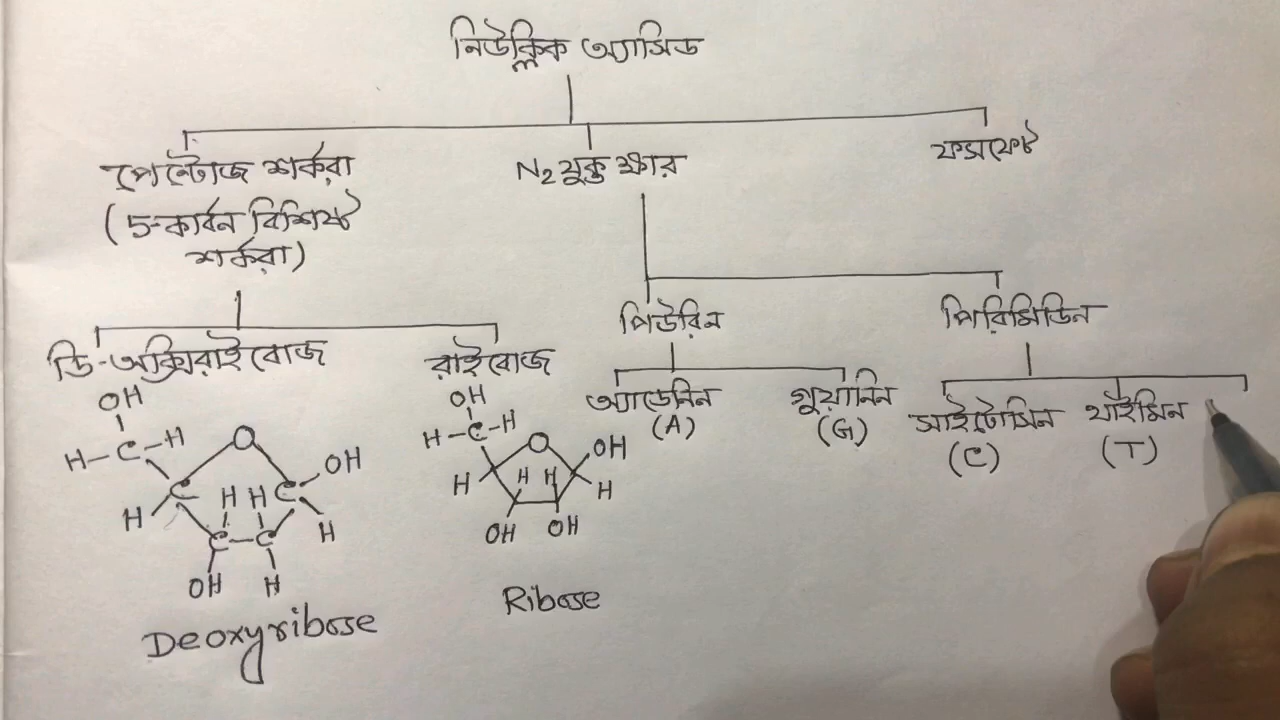 নিউক্লিক অ্যাসিড
পেন্টোজ শর্করা
(5-কার্বন বিশিষ্ট
শর্করা)
N2 যুক্ত ক্ষার
ফসফেট
ডি-অক্সিরাইবোজ
রাইবোজ
পিউরিন
পিরিমিডিন
অ্যাডেনিন
(A)
গুয়ানিন
(G)
সাইটোসিন
(C)
থাইমিন
(T)
OH
H-C-H
O
C
C
OH
H
H H
H
C-C
OH H
Deoxyribose
OH
H-C-H
O
OH
H
H H
H
OH OH
Ribose